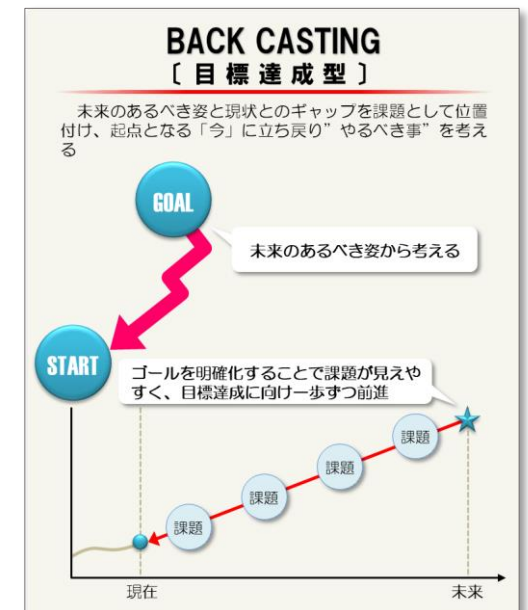 BACK CASTING
〔目標達成型〕
未来のあるべき姿と現状とのギャップを課題として位置
付け、起点となる「今」に立ち戻り”やるべき事”を考え
る
GOAL
未来のあるべき姿から考える
START
ゴールを明確化することで課題が見えや
すく、目標達成に向け一歩ずつ前進
課題
課題
課題
課題
現在
未来